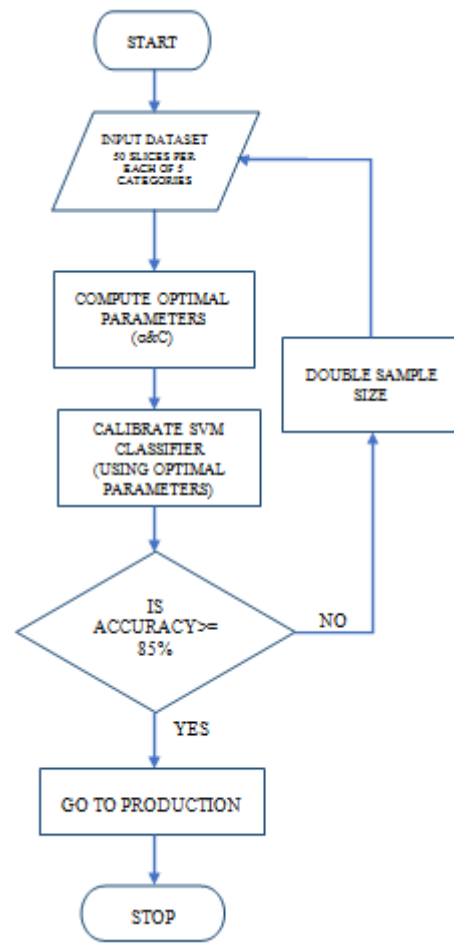 START
INPUT DATASET
50 SLICES PER
EACH OF 5
CATEGORIES
COMPUTE OPTIMAL
PARAMETERS
(σ&C)
CALIBRATE SVM
CLASSIFIER
(USING OPTIMAL
PARAMETERS)
DOUBLE SAMPLE
SIZE
IS
ACCURACY>=
85%
NO
YES
GO TO PRODUCTION
STOP